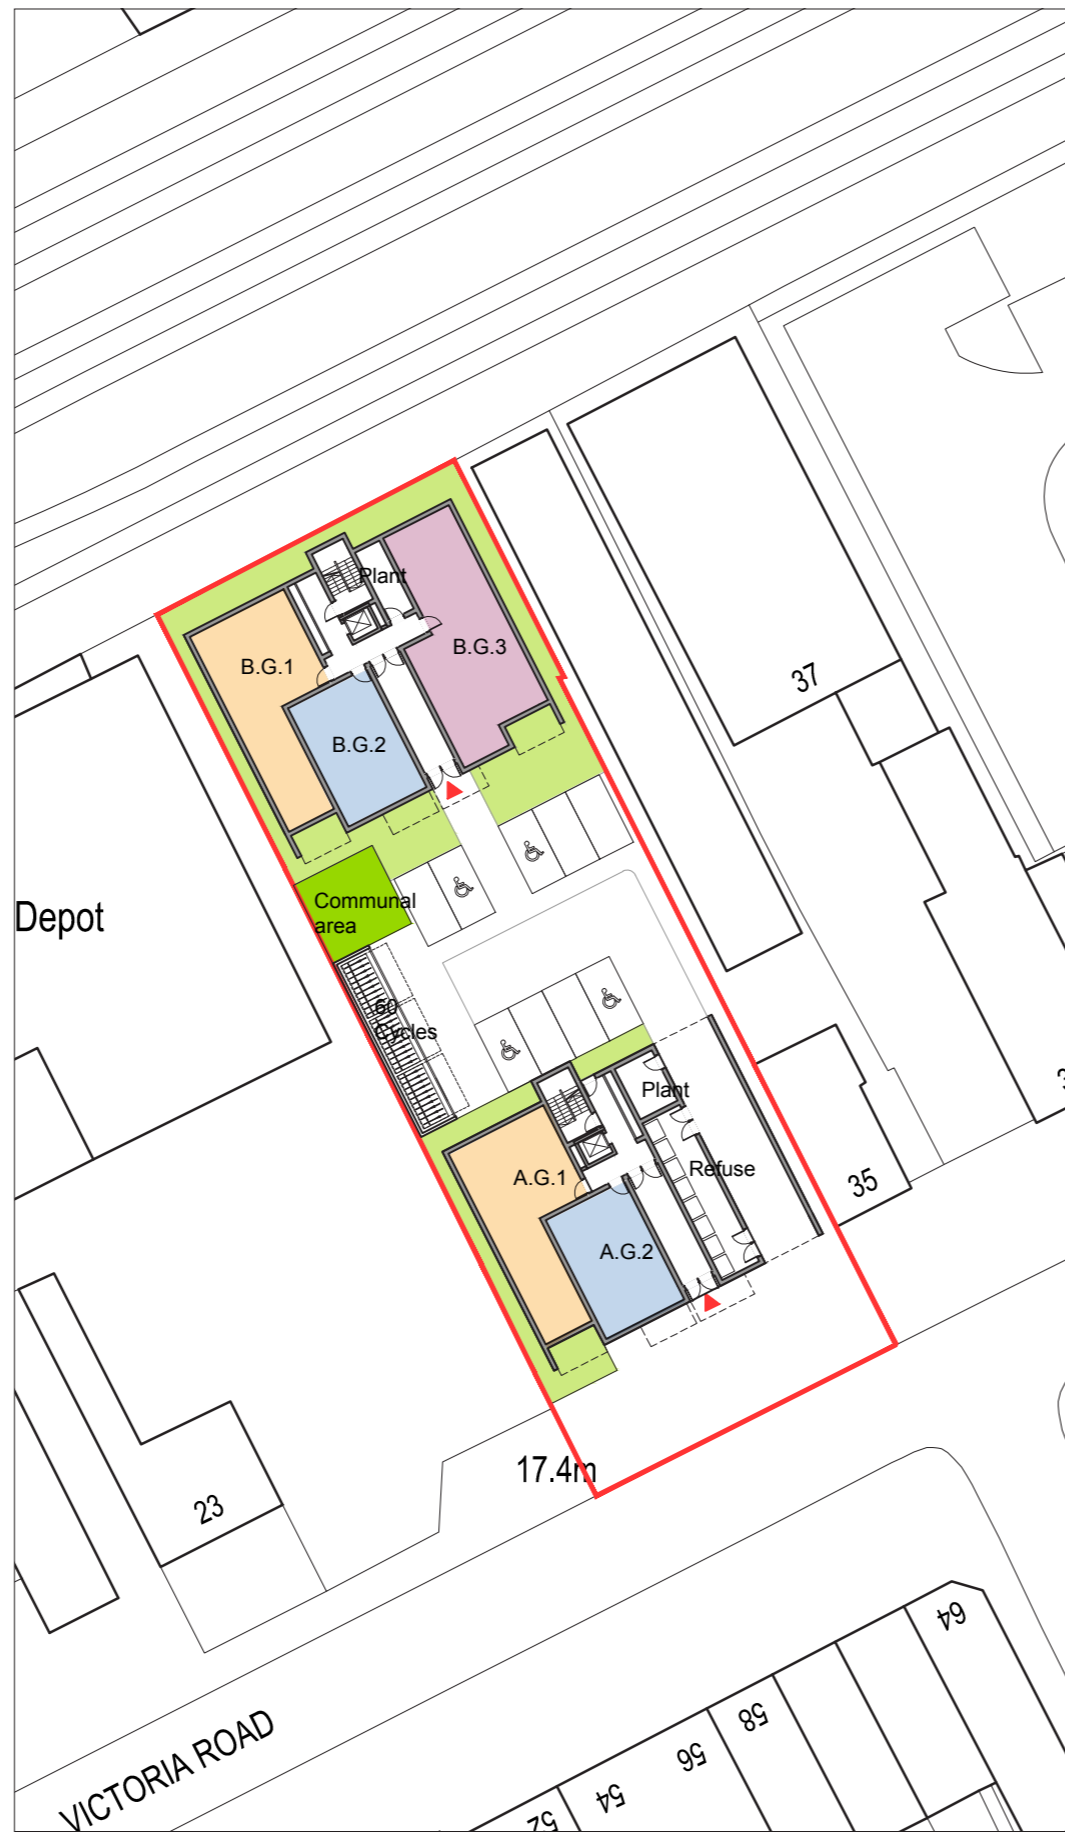 Plant
B.G.1
B.G.3
37
B.G.2
Communal
area
Depot
60
Cycles
Plant
Refuse
A.G.1
35
A.G.2
17.4m
23
64
58
56
54
52
VICTORIA ROAD